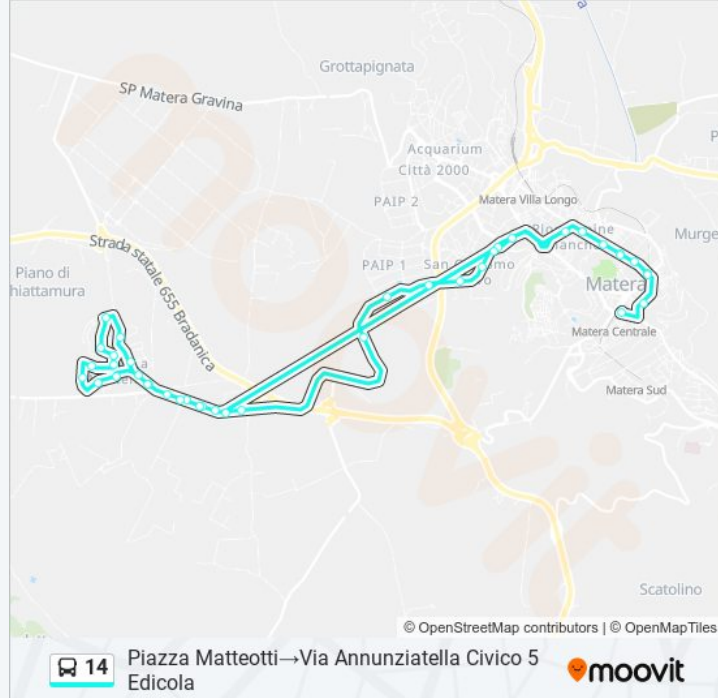 Grottapignata
SP Matera Gravina
Acquarium
Città 2000
PAIP 2
Matera Villo Longo
Strada statale 655 Bradanica
PAIP 1
Piano di
hiattamura
Murge
Matera
Matera Centrale
Matera Sud
Scatolino
© OpenStreetMap contributors | © OpenMapTiles
14
Piazza Matteotti→Via Annunziatella Civico 5
Edicola
moovit